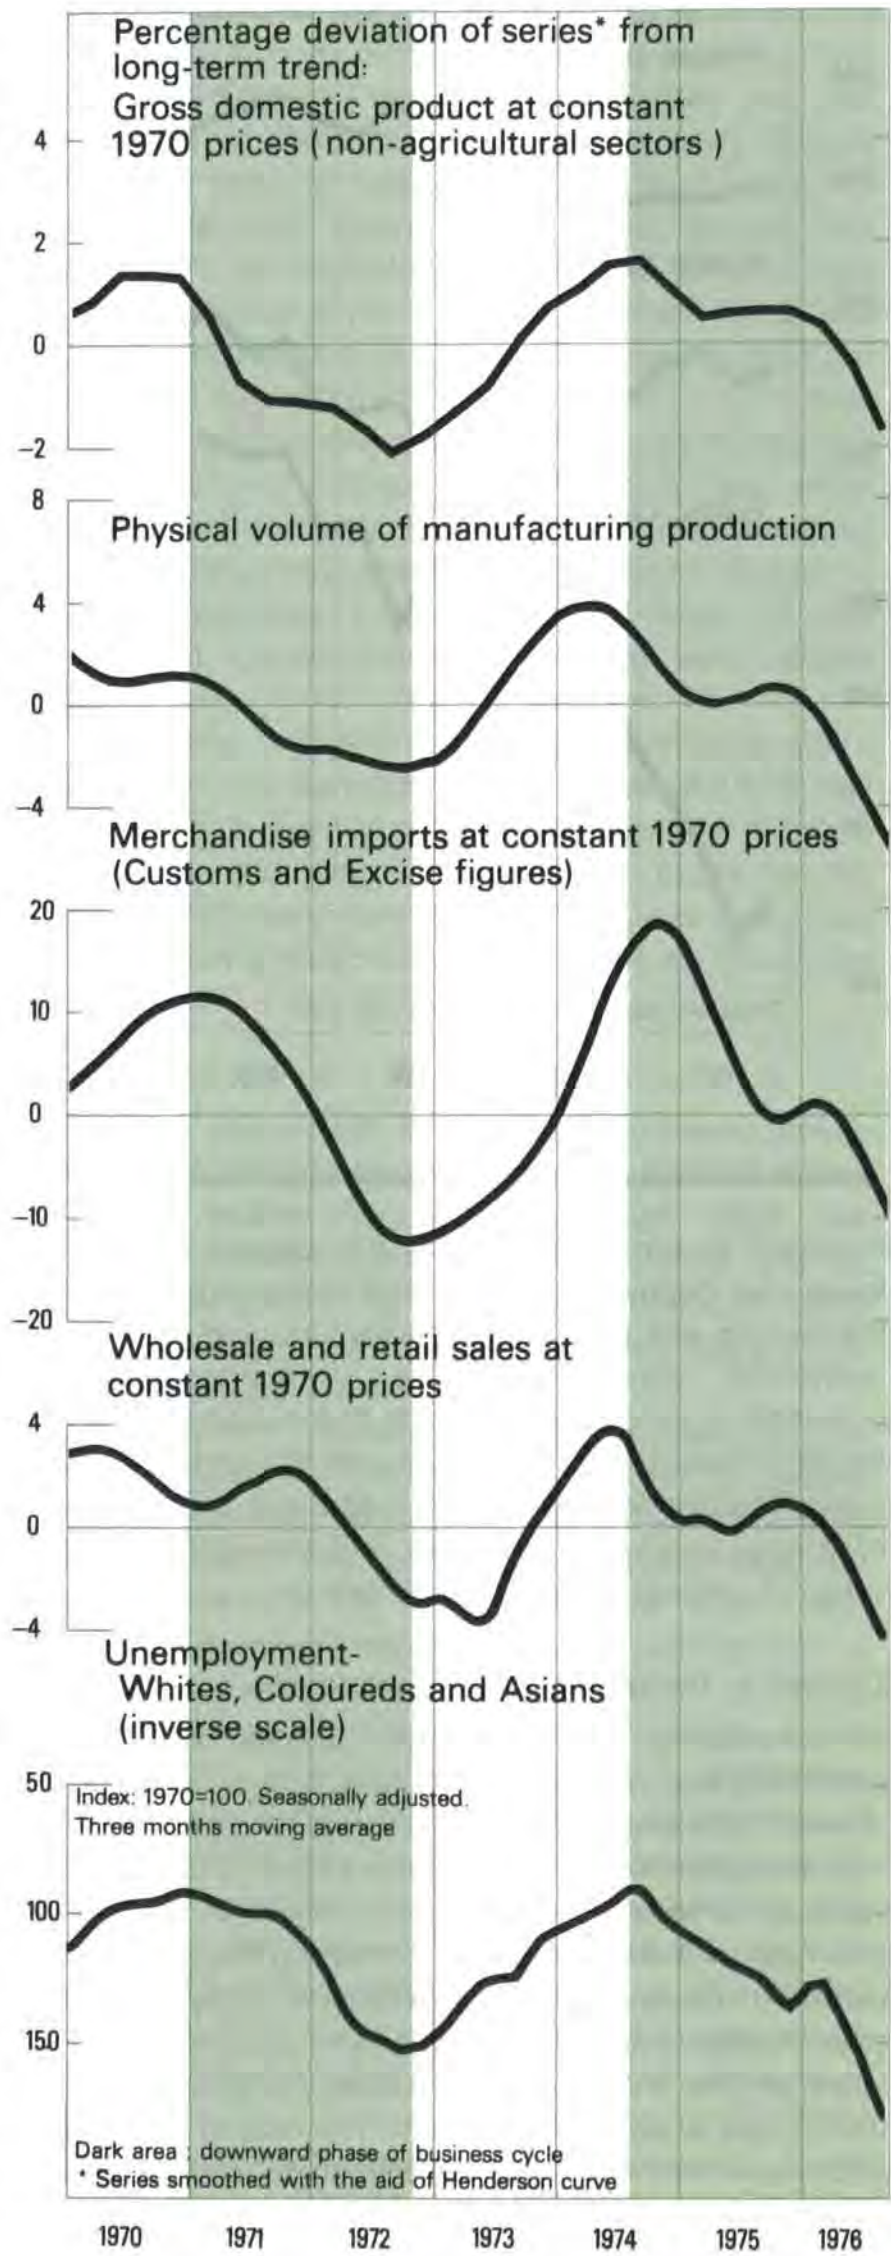 Percentage deviation of series* from
long-term trend:
Gross domestic product at constant
1970 prices ( non-agricultural sectors )
4
2
0
–2
8
Physical volume of manufacturing production
4
0
–4
Merchandise imports at constant 1970 prices
(Customs and Excise figures)
20
10
0
–10
–20
Wholesale and retail sales at
constant 1970 prices
4
0
–4
Unemployment-
Whites, Coloureds and Asians
(inverse scale)
50
Index: 1970=100. Seasonally adjusted.
Three months moving average
100
150
Dark area : downward phase of business cycle
* Series smoothed with the aid of Henderson curve
1970 1971 1972 1973 1974 1975 1976